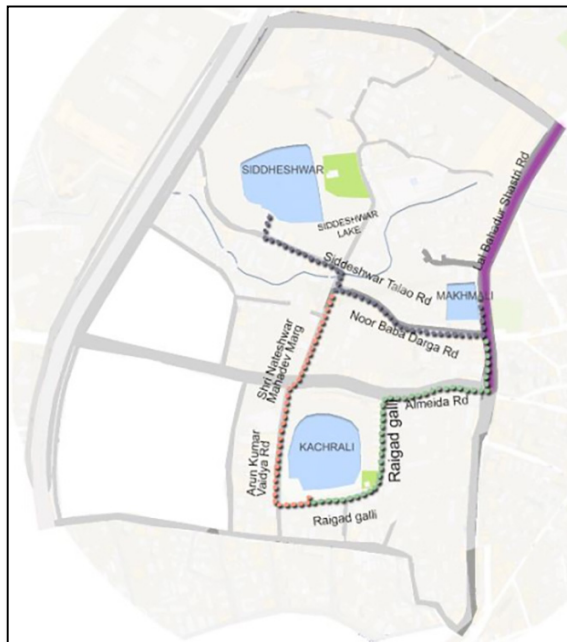 SIDDHESHWAR
SIDDESHWAR
LAKE
Lal Bahadur Shastri Rd
Siddeshwar Talao Rd
MAKHMALI
Noor Baba Darga Rd
Shri Nateshwar
Mahadev Marg
Almeida Rd
Raigad galli
KACHRALI
Arun Kumar
Vaidya Rd
Raigad galli